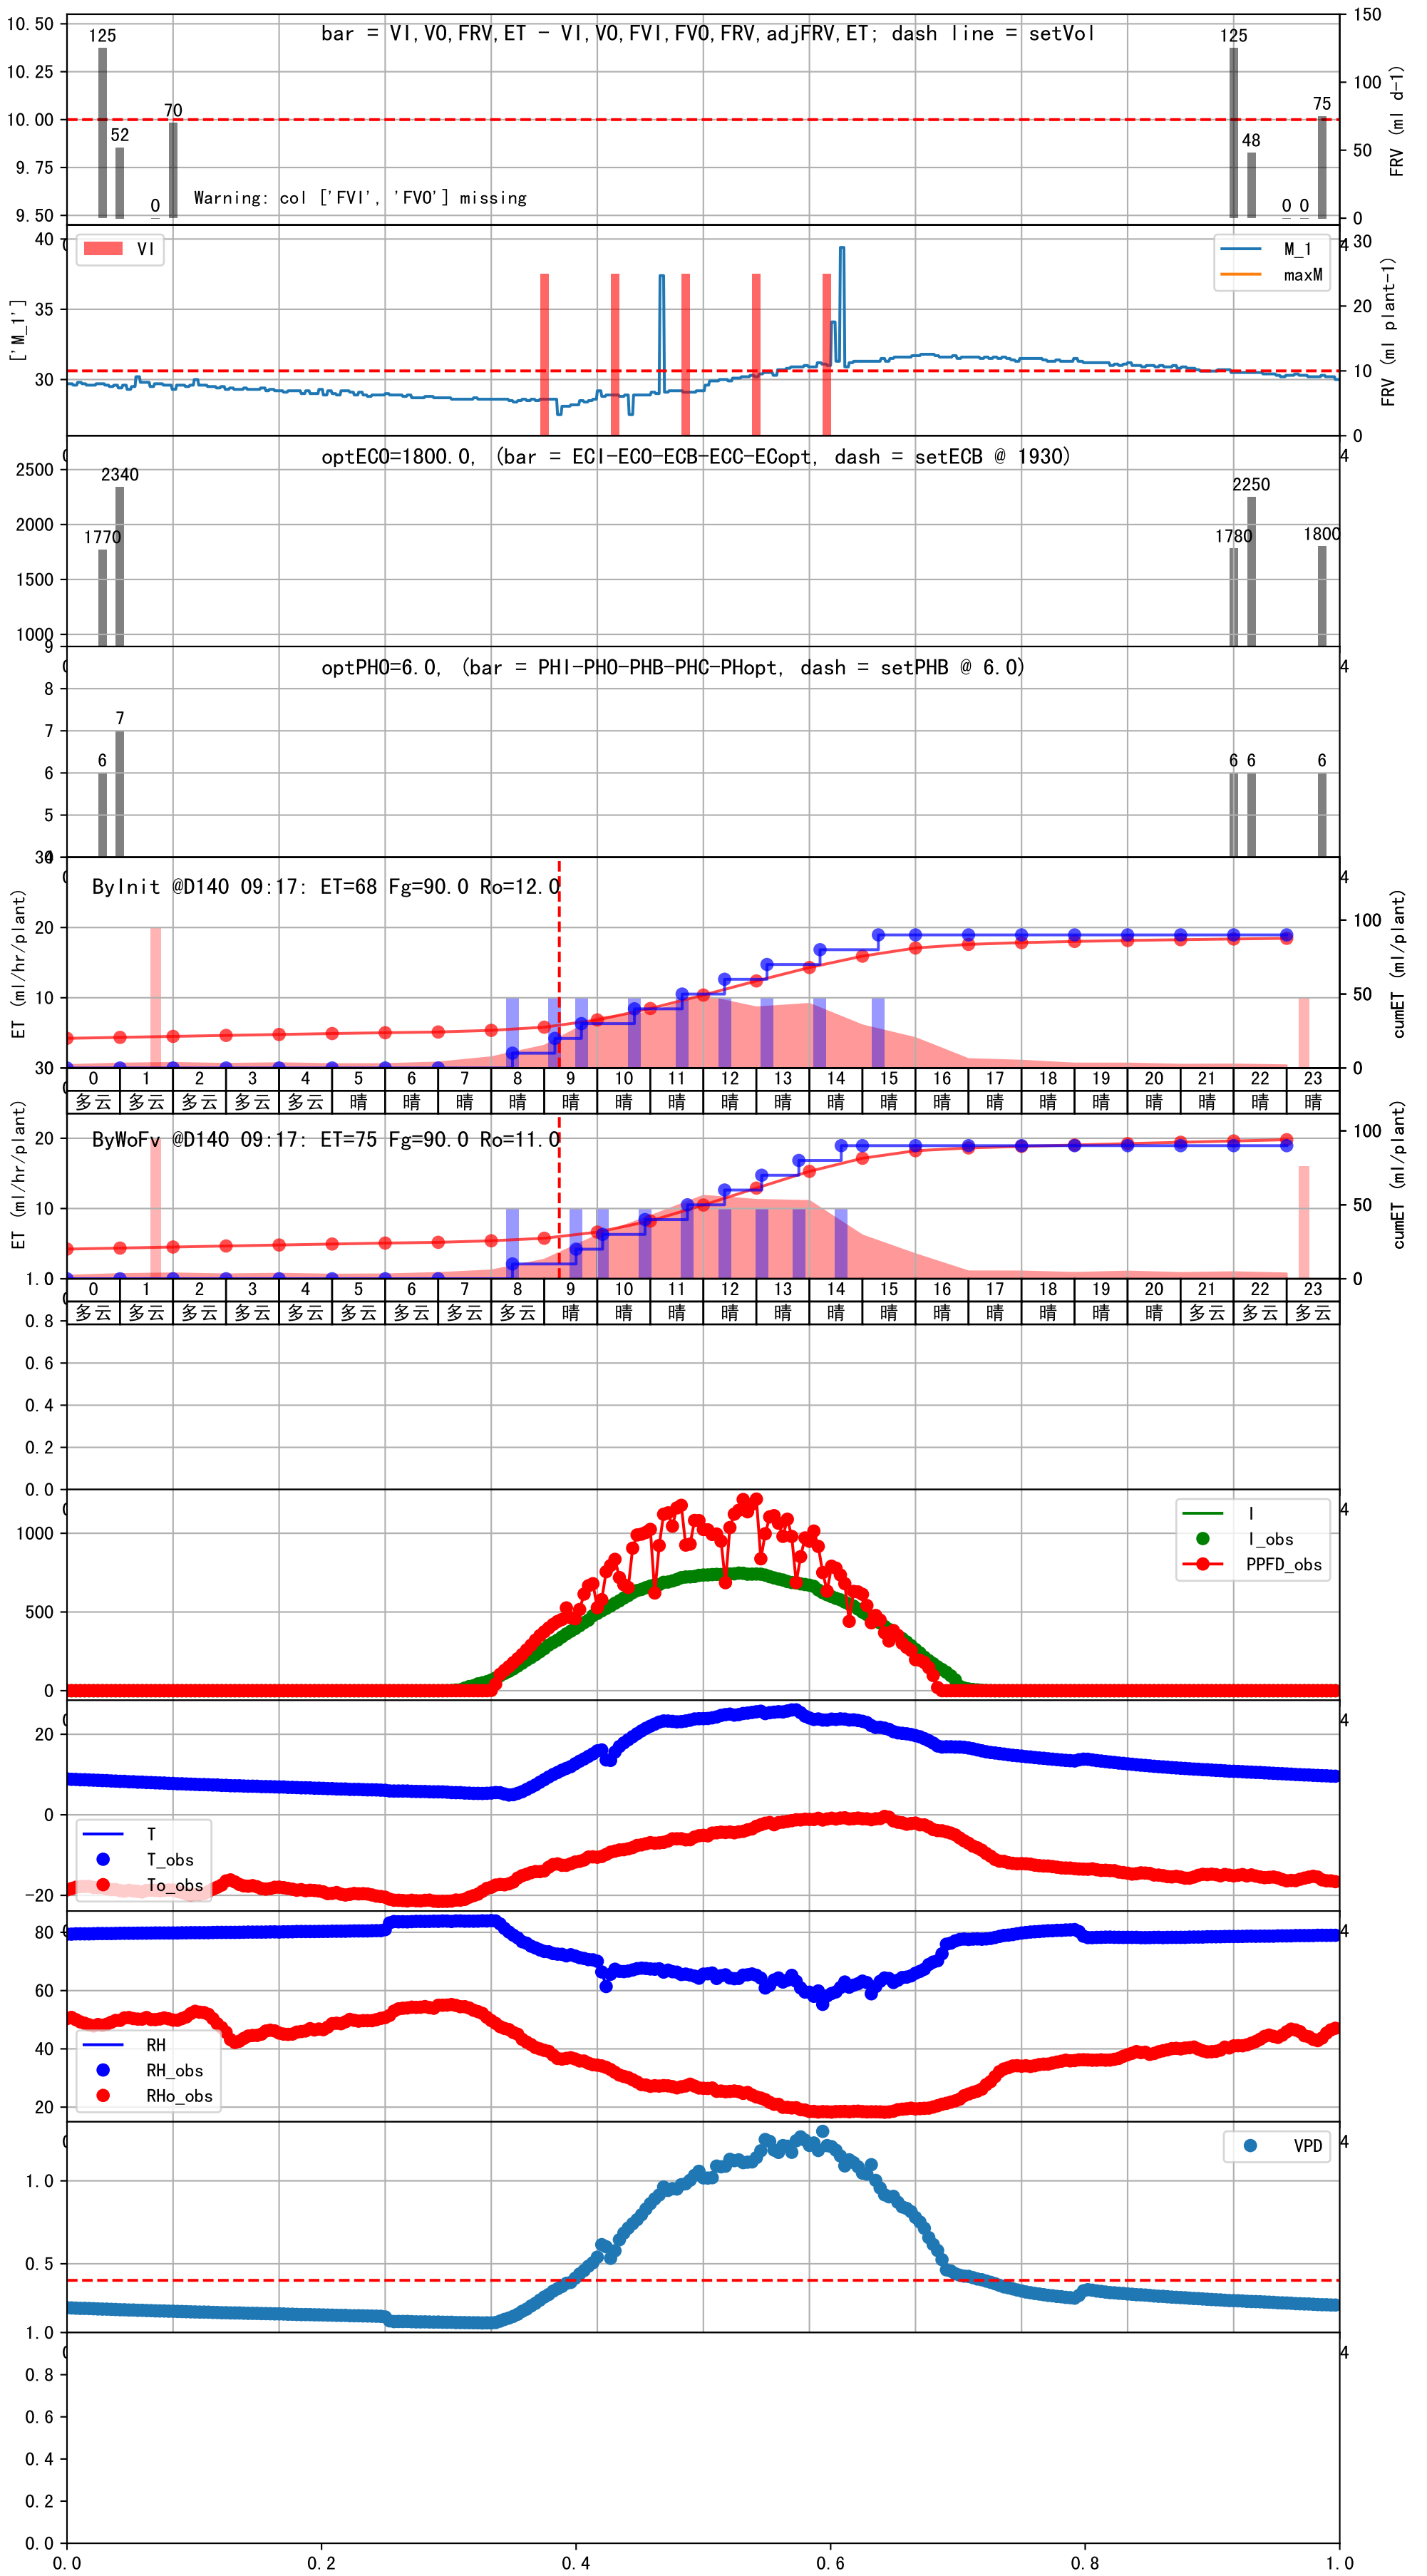 bar = VI,VO,FRV,ET - VI,VO,FVI,FVO,FRV,adjFRV,ET; dash line = setVol
10.50
10.25
10.00
9.75
9.50
125
52
0
70
125
48
0
0
75
Warning: col ['FVI', 'FVO'] missing
150
100
50
0
FRV (ml d-1)
VI
M_1
maxM
40
35
30
['M_1']
4
30
20
10
0
FRV (ml plant-1)
optECO=1800.0, (bar = ECI-ECO-ECB-ECC-ECopt, dash = setECB @ 1930)
4
2500
2000
1500
1000
1770
2340
1780
2250
1800
optPHO=6.0, (bar = PHI-PHO-PHB-PHC-PHopt, dash = setPHB @ 6.0)
4
9
8
7
6
5
4
6
7
6
6
6
ByInit @D140 09:17: ET=68 Fg=90.0 Ro=12.0
4
30
20
10
ET (ml/hr/plant)
100
50
0
cumET (ml/plant)
0 1 2 3 4 5 6 7 8 9 10 11 12 13 14 15 16 17 18 19 20 21 22 23
多云 多云 多云 多云 多云 晴 晴 晴 晴 晴 晴 晴 晴 晴 晴 晴 晴 晴 晴 晴 晴 晴 晴 晴
ByWoFv @D140 09:17: ET=75 Fg=90.0 Ro=11.0
30
20
10
ET (ml/hr/plant)
100
50
0
cumET (ml/plant)
0 1 2 3 4 5 6 7 8 9 10 11 12 13 14 15 16 17 18 19 20 21 22 23
多云 多云 多云 多云 多云 多云 多云 多云 多云 晴 晴 晴 晴 晴 晴 晴 晴 晴 晴 晴 晴 多云 多云 多云
1.0
0.8
0.6
0.4
0.2
0.0
I
I_obs
PPFD_obs
4
1000
500
0
4
20
0
-20
T
T_obs
To_obs
4
80
60
40
20
RH
RH_obs
RHo_obs
4
VPD
1.0
0.5
4
1.0
0.8
0.6
0.4
0.2
0.0
0.0 0.2 0.4 0.6 0.8 1.0